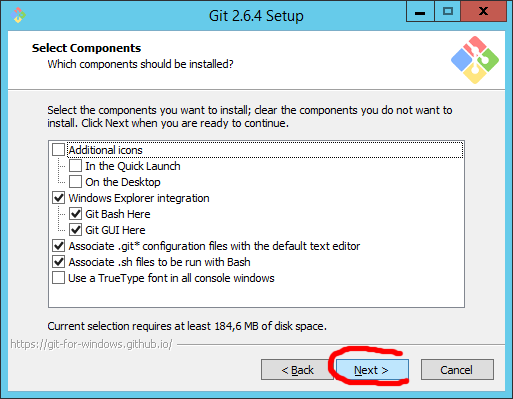 Git 2.6.4 Setup
Select Components
Which components should be installed?
Select the components you want to install; clear the components you do not want to
install. Click Next when you are ready to continue.
Additional icons
In the Quick Launch
On the Desktop
Windows Explorer integration
Git Bash Here
Git GUI Here
Associate .git* configuration files with the default text editor
Associate .sh files to be run with Bash
Use a TrueType font in all console windows
Current selection requires at least 184,6 MB of disk space.
https://git-for-windows.github.io/
< Back Next > Cancel